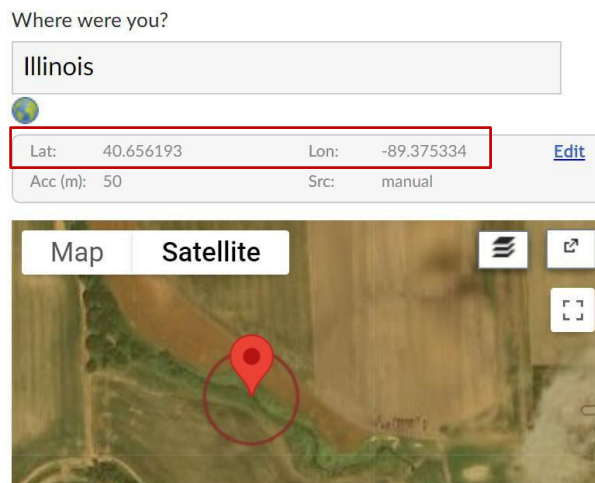 Where were you?
Illinois
Lat: 40.656193 Lon: -89.375334 Edit
Acc (m): 50 Src: manual
Map Satellite